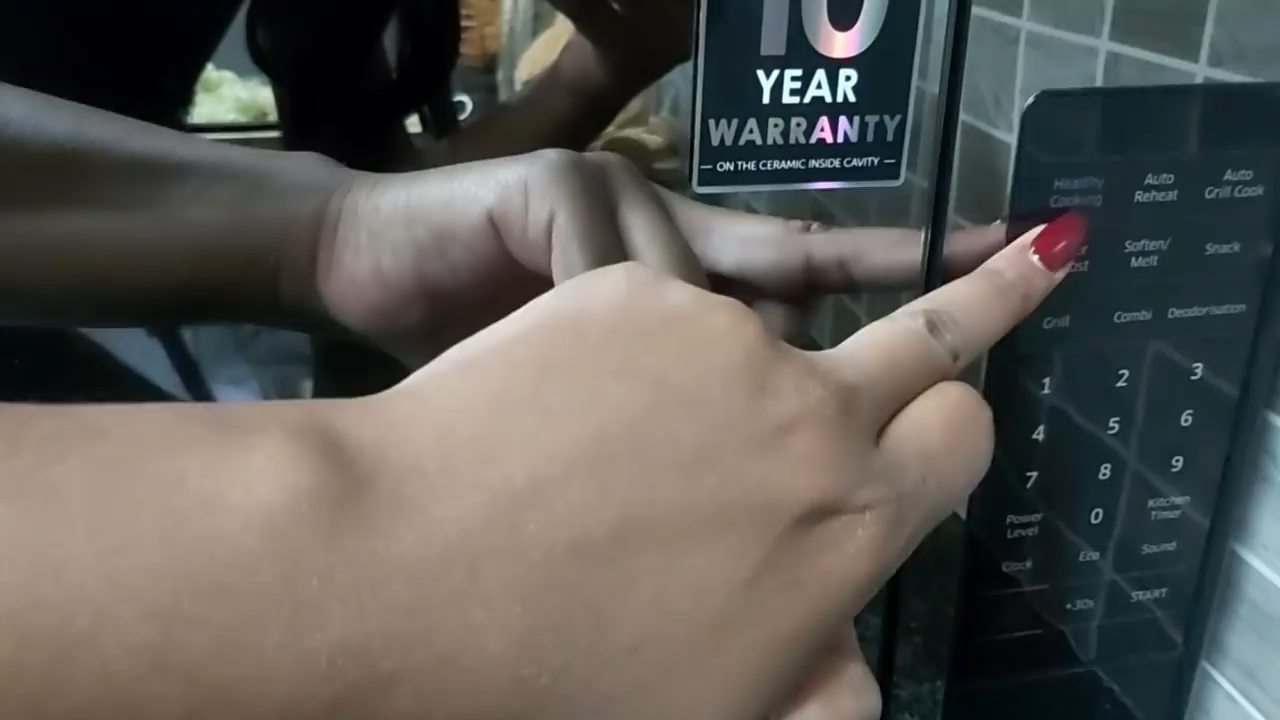 10
YEAR
WARRANTY
ON THE CERAMIC INSIDE CAVITY
Healthy
Cooking
Auto
Reheat
Auto
Grill Cook
Soften/
Melt
Snack
Grill
Combi
Deodorisation
1
2
3
4
5
6
7
8
9
Power
Level
0
Kitchen
Timer
Clock
Eco
Sound
+30s
START